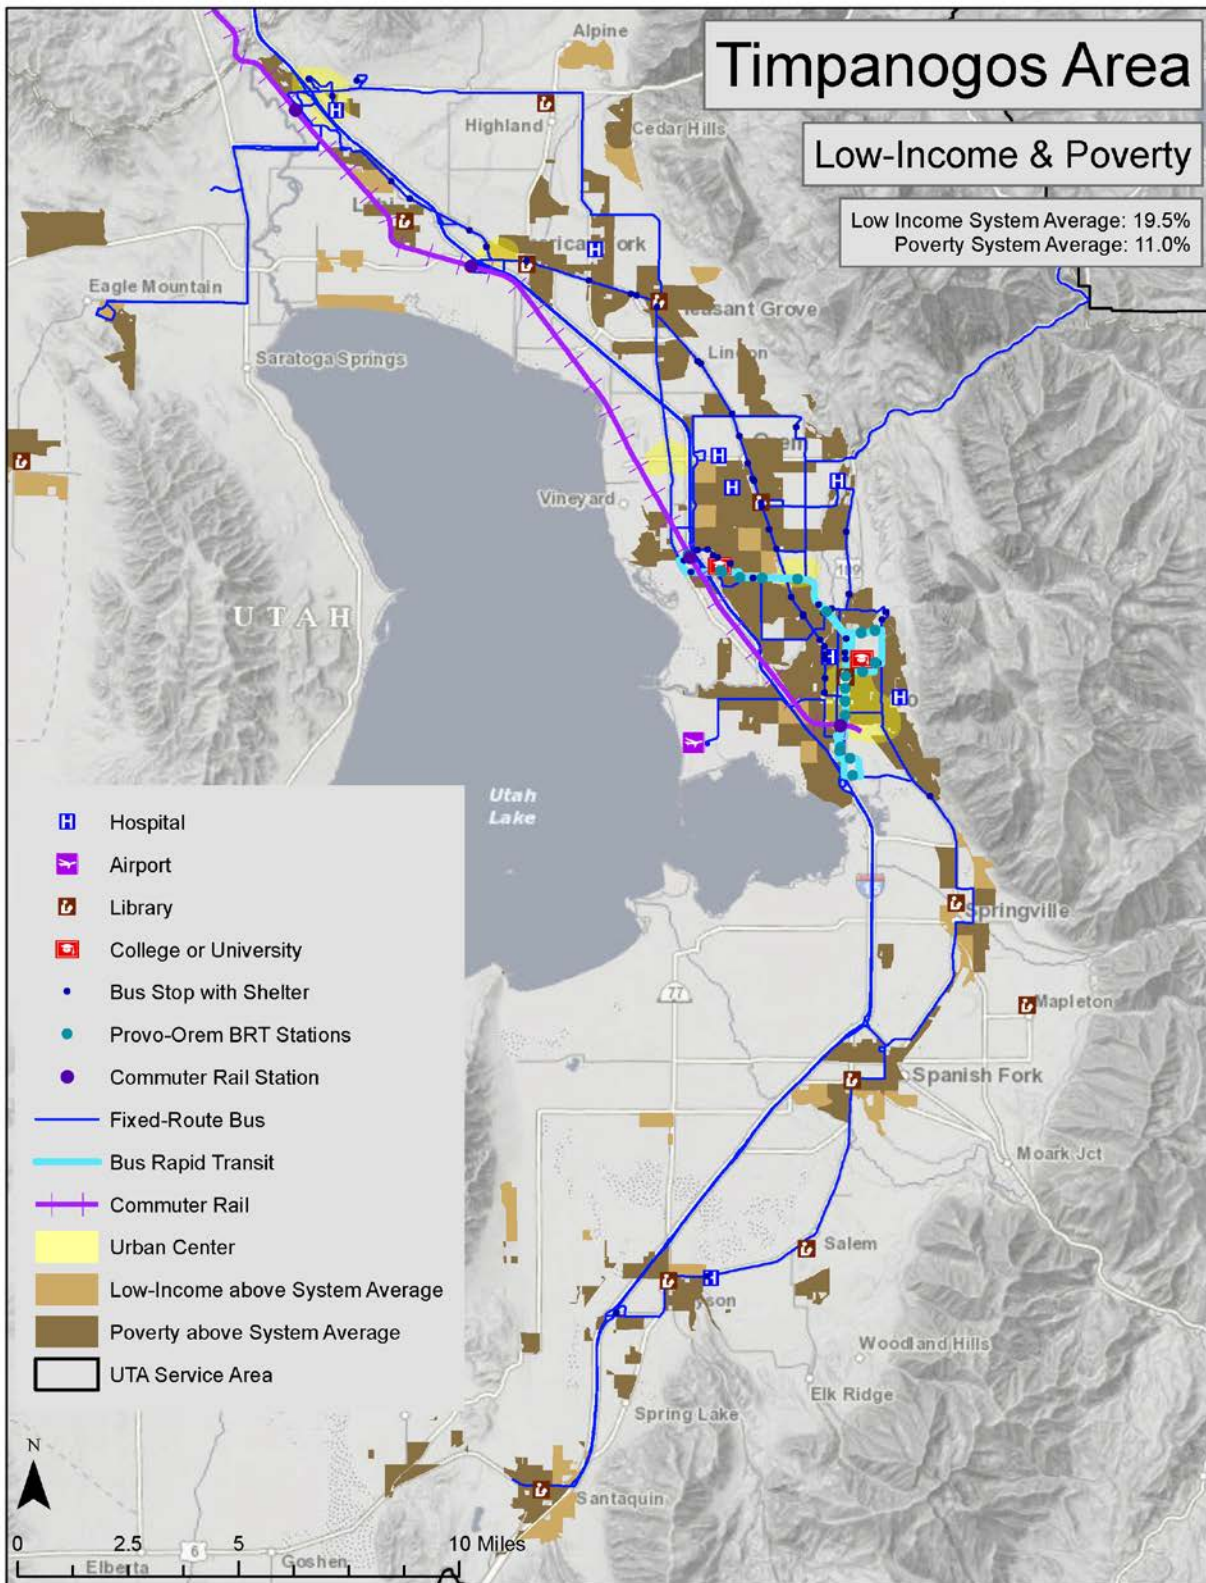 Timpanogos Area
Low-Income & Poverty
Low Income System Average: 19.5%
Poverty System Average: 11.0%
Alpine
Highland
Cedar Hills
Eagle Mountain
Saratoga Springs
Vineyard
UTAH
Utah
Lake
189
15
Springville
77
Mapleton
Spanish Fork
Moark Jct
Salem
Woodland Hills
Elk Ridge
Spring Lake
Santaquin
Goshen
Elberta
6
Hospital
Airport
Library
College or University
Bus Stop with Shelter
Provo-Orem BRT Stations
Commuter Rail Station
Fixed-Route Bus
Bus Rapid Transit
Commuter Rail
Urban Center
Low-Income above System Average
Poverty above System Average
UTA Service Area
N
0 2.5 5 10 Miles